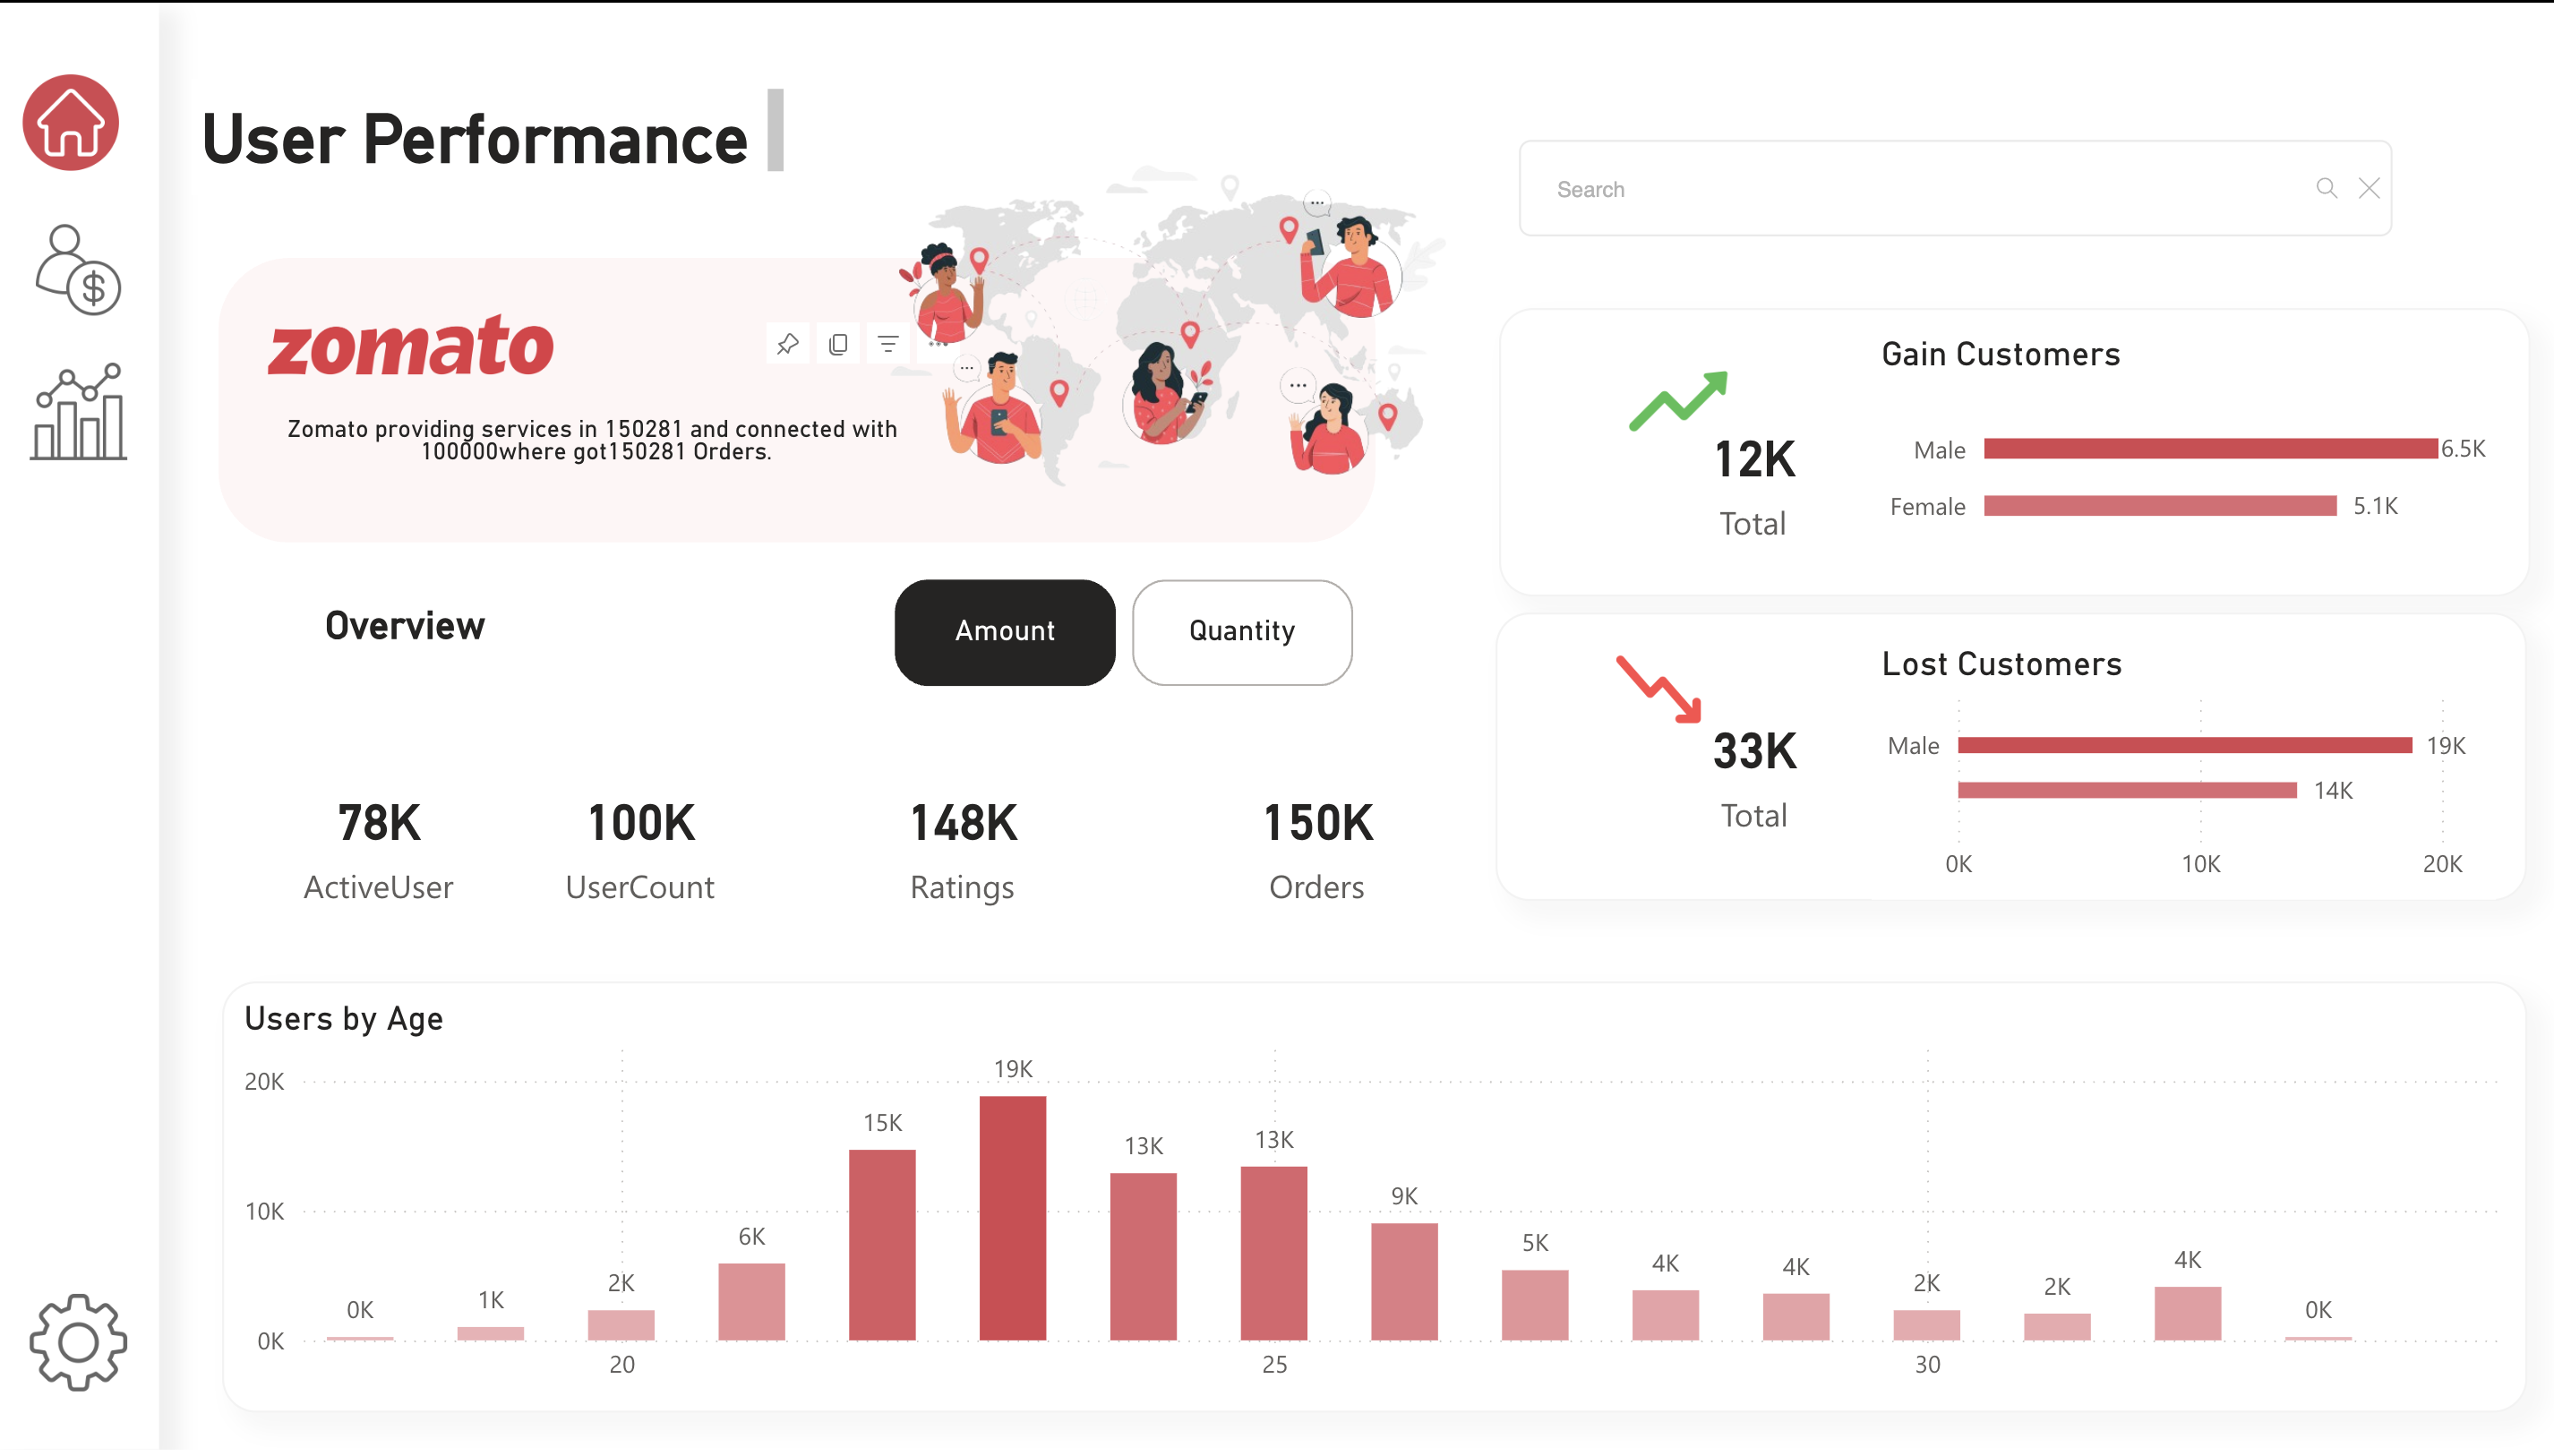 User Performance
Search
zomato
Zomato providing services in 150281 and connected with
100000where got150281 Orders.
Gain Customers
12K
Total
Male 6.5K
Female 5.1K
Overview
Amount
Quantity
Lost Customers
33K
Total
Male 19K
14K
0K 10K 20K
78K
ActiveUser
100K
UserCount
148K
Ratings
150K
Orders
Users by Age
20K
10K
0K
0K 1K 2K 6K 15K 19K 13K 13K 9K 5K 4K 4K 2K 2K 4K 0K
20 25 30